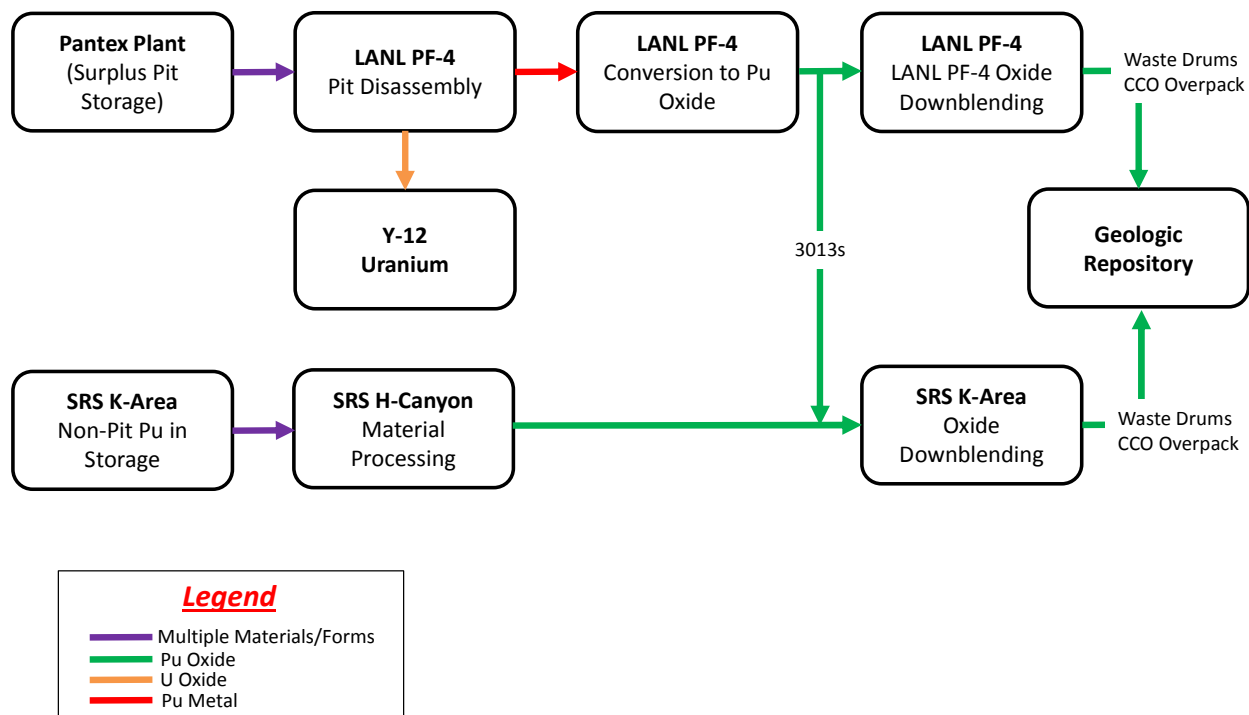 Pantex Plant
(Surplus Pit
Storage)
LANL PF-4
Pit Disassembly
LANL PF-4
Conversion to Pu
Oxide
LANL PF-4
LANL PF-4 Oxide
Downblending
Waste Drums
CCO Overpack
Y-12
Uranium
3013s
Geologic
Repository
SRS K-Area
Non-Pit Pu in
Storage
SRS H-Canyon
Material
Processing
SRS K-Area
Oxide
Downblending
Waste Drums
CCO Overpack
Legend
Multiple Materials/Forms
Pu Oxide
U Oxide
Pu Metal